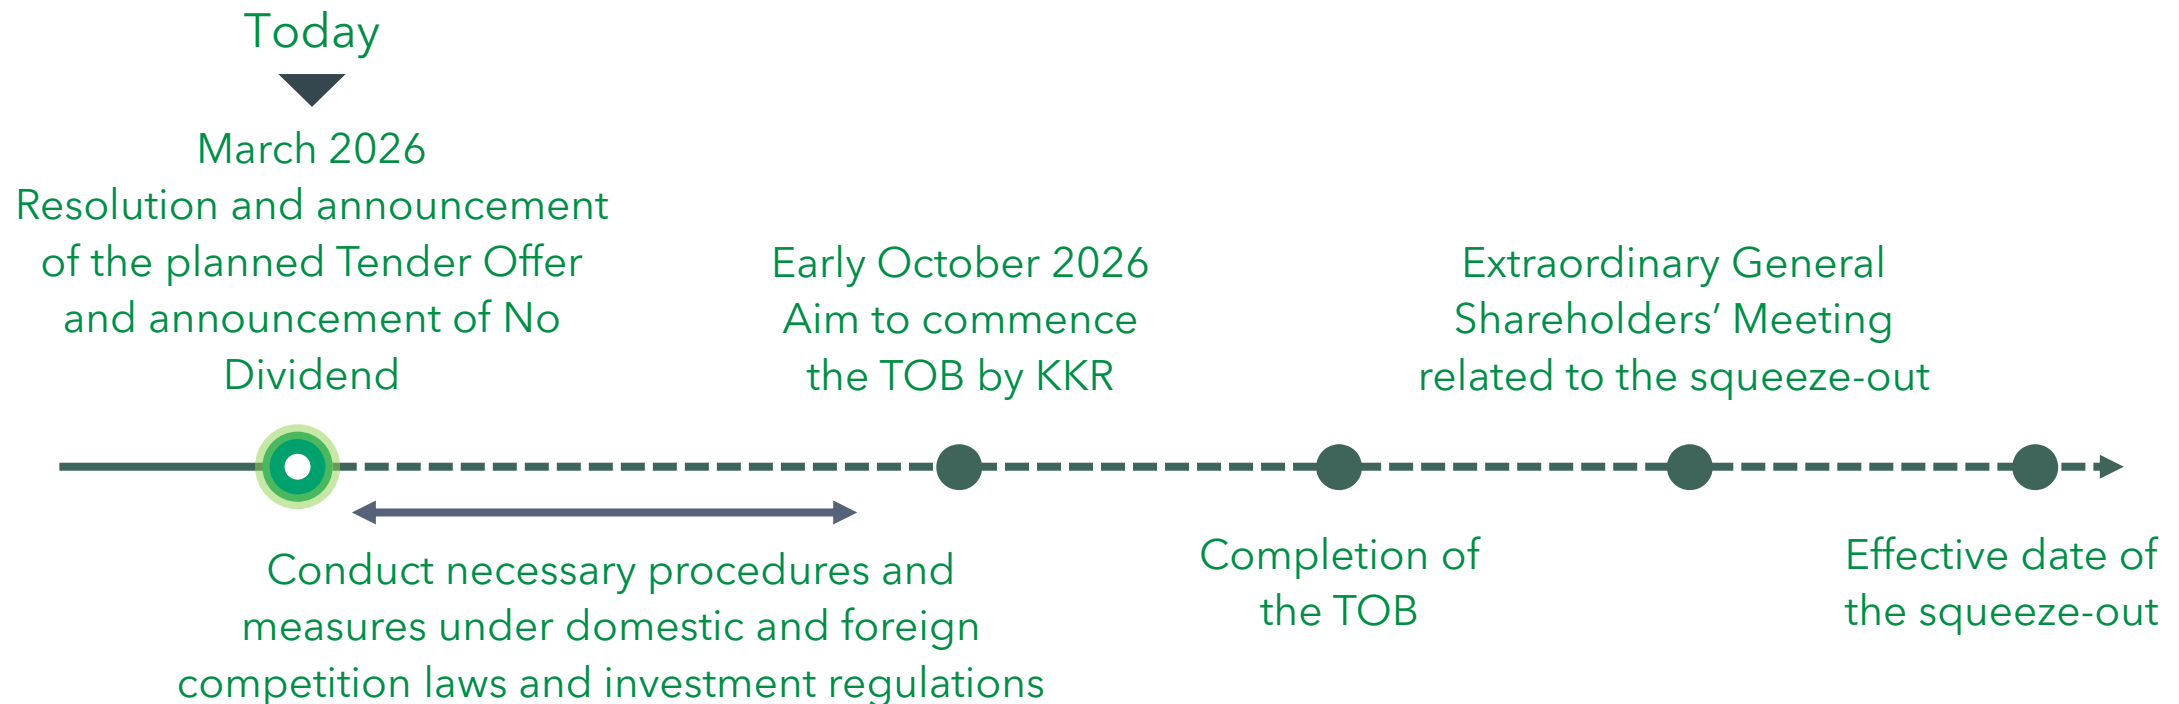 Today
March 2026
Resolution and announcement
of the planned Tender Offer
and announcement of No
Dividend
Early October 2026
Aim to commence
the TOB by KKR
Extraordinary General
Shareholders’ Meeting
related to the squeeze-out
Conduct necessary procedures and
measures under domestic and foreign
competition laws and investment regulations
Completion of
the TOB
Effective date of
the squeeze-out